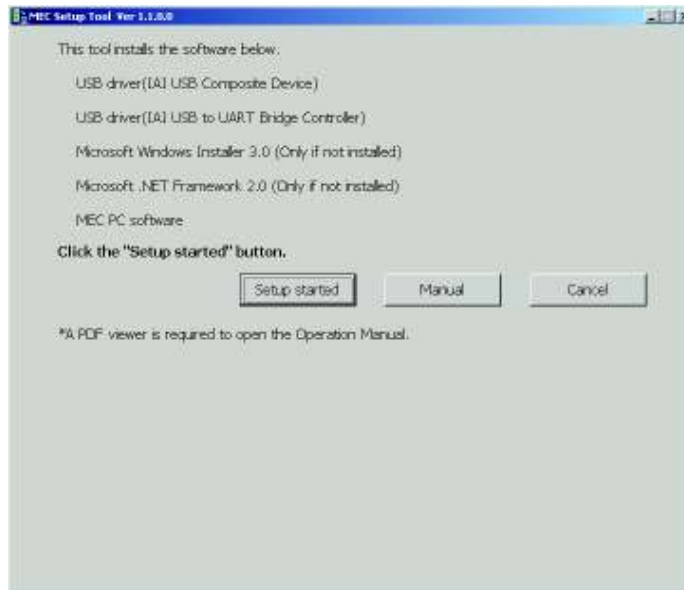 MEC Setup Tool Ver 1.1.0.0
This tool installs the software below.
USB driver(IAI USB Composite Device)
USB driver(IAI USB to UART Bridge Controller)
Microsoft Windows Installer 3.0 (Only if not installed)
Microsoft .NET Framework 2.0 (Only if not installed)
MEC PC software
Click the "Setup started" button.
Setup started Manual Cancel
*A PDF viewer is required to open the Operation Manual.